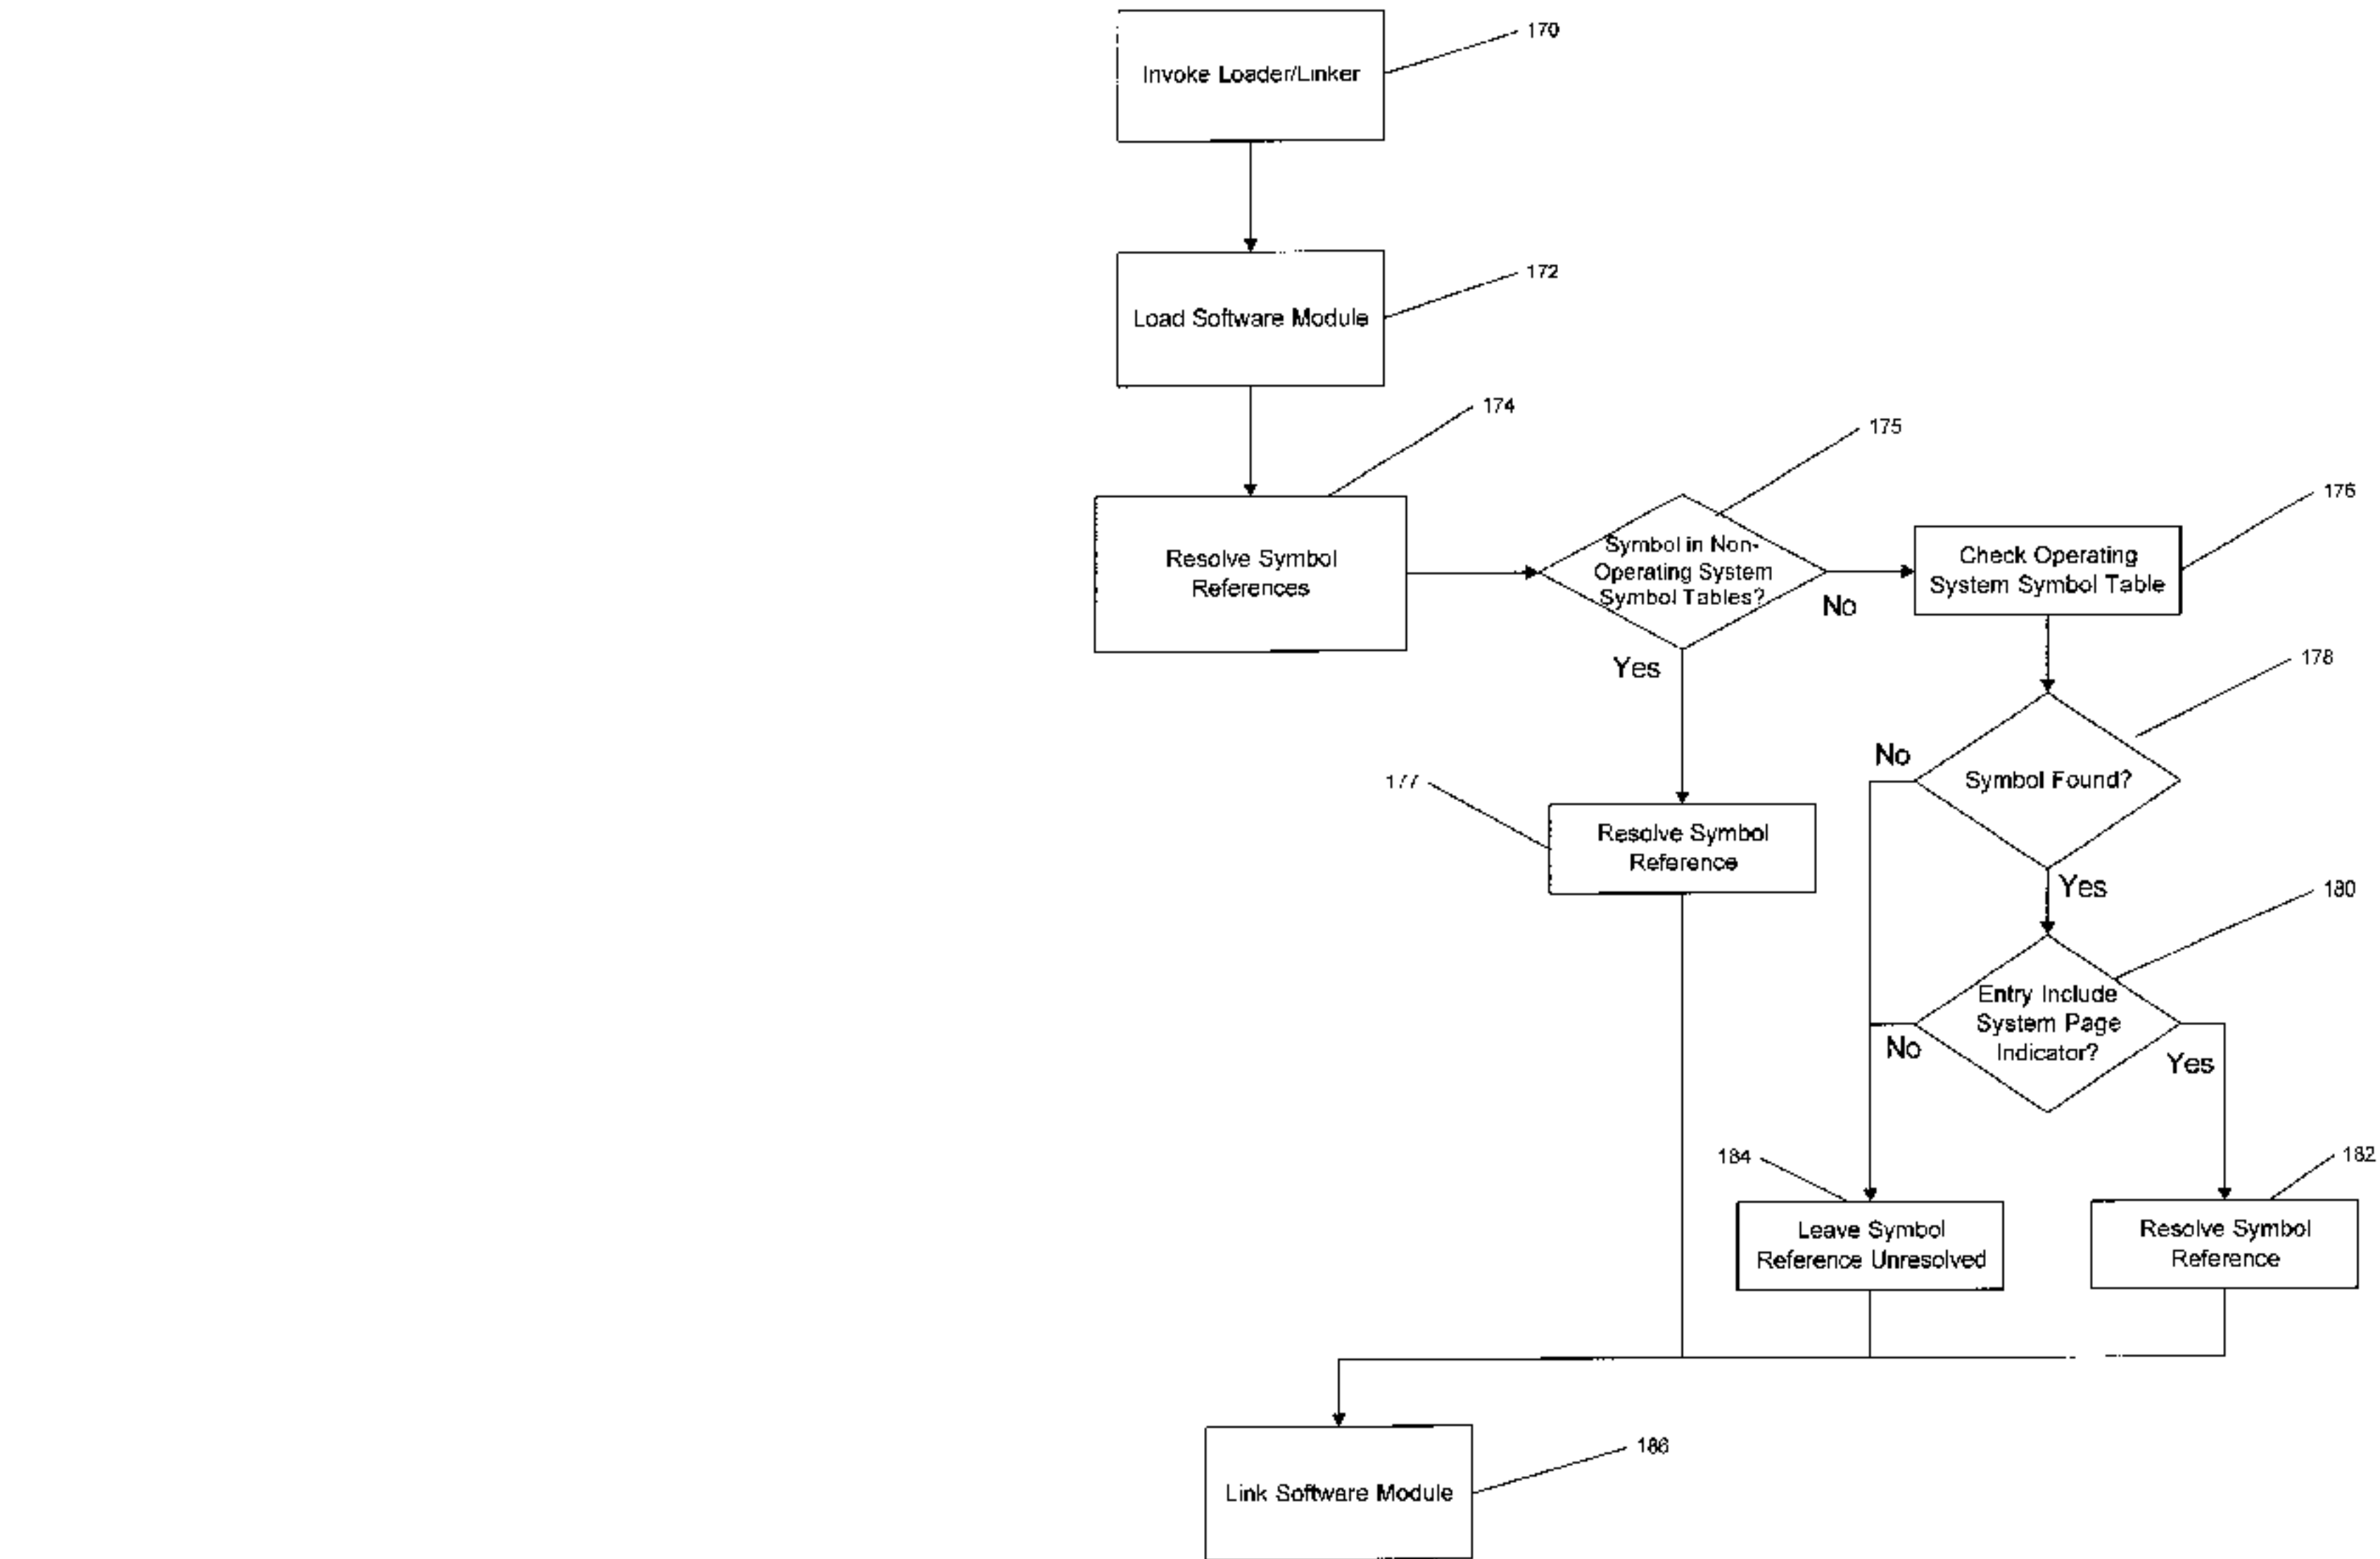 Invoke Loader/Linker
170
Load Software Module
172
174
Resolve Symbol
References
175
Symbol in Non-
Operating System
Symbol Tables?
No
Yes
176
Check Operating
System Symbol Table
178
Symbol Found?
No
Yes
177
Resolve Symbol
Reference
180
Entry Include
System Page
Indicator?
No
Yes
184
Leave Symbol
Reference Unresolved
182
Resolve Symbol
Reference
186
Link Software Module